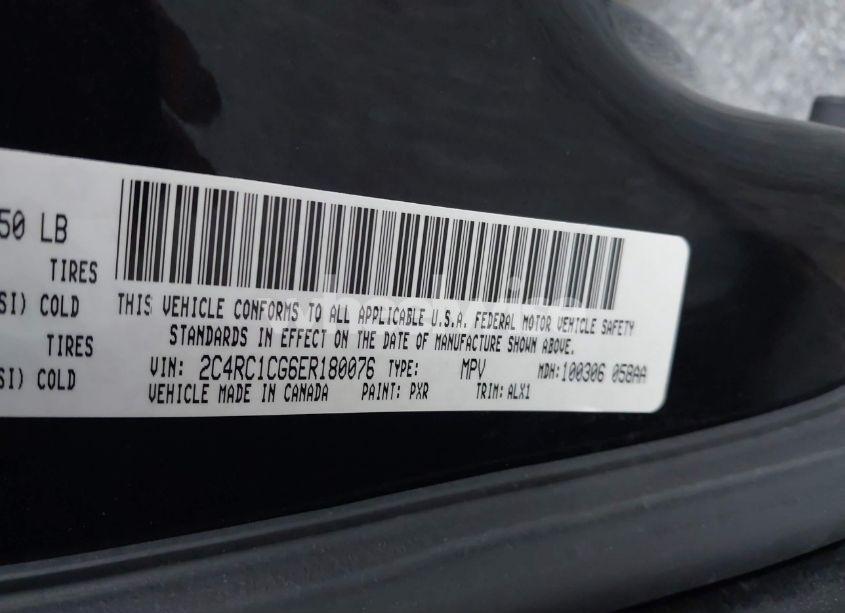 50 LB
TIRES
SI) COLD
TIRES
SI) COLD
THIS VEHICLE CONFORMS TO ALL APPLICABLE U.S.A. FEDERAL MOTOR VEHICLE SAFETY
STANDARDS IN EFFECT ON THE DATE OF MANUFACTURE SHOWN ABOVE.
VIN: 2C4RC1CG6ER180076 TYPE: MPV MDH:100306 058AA
VEHICLE MADE IN CANADA PAINT: PXR TRIM:ALX1